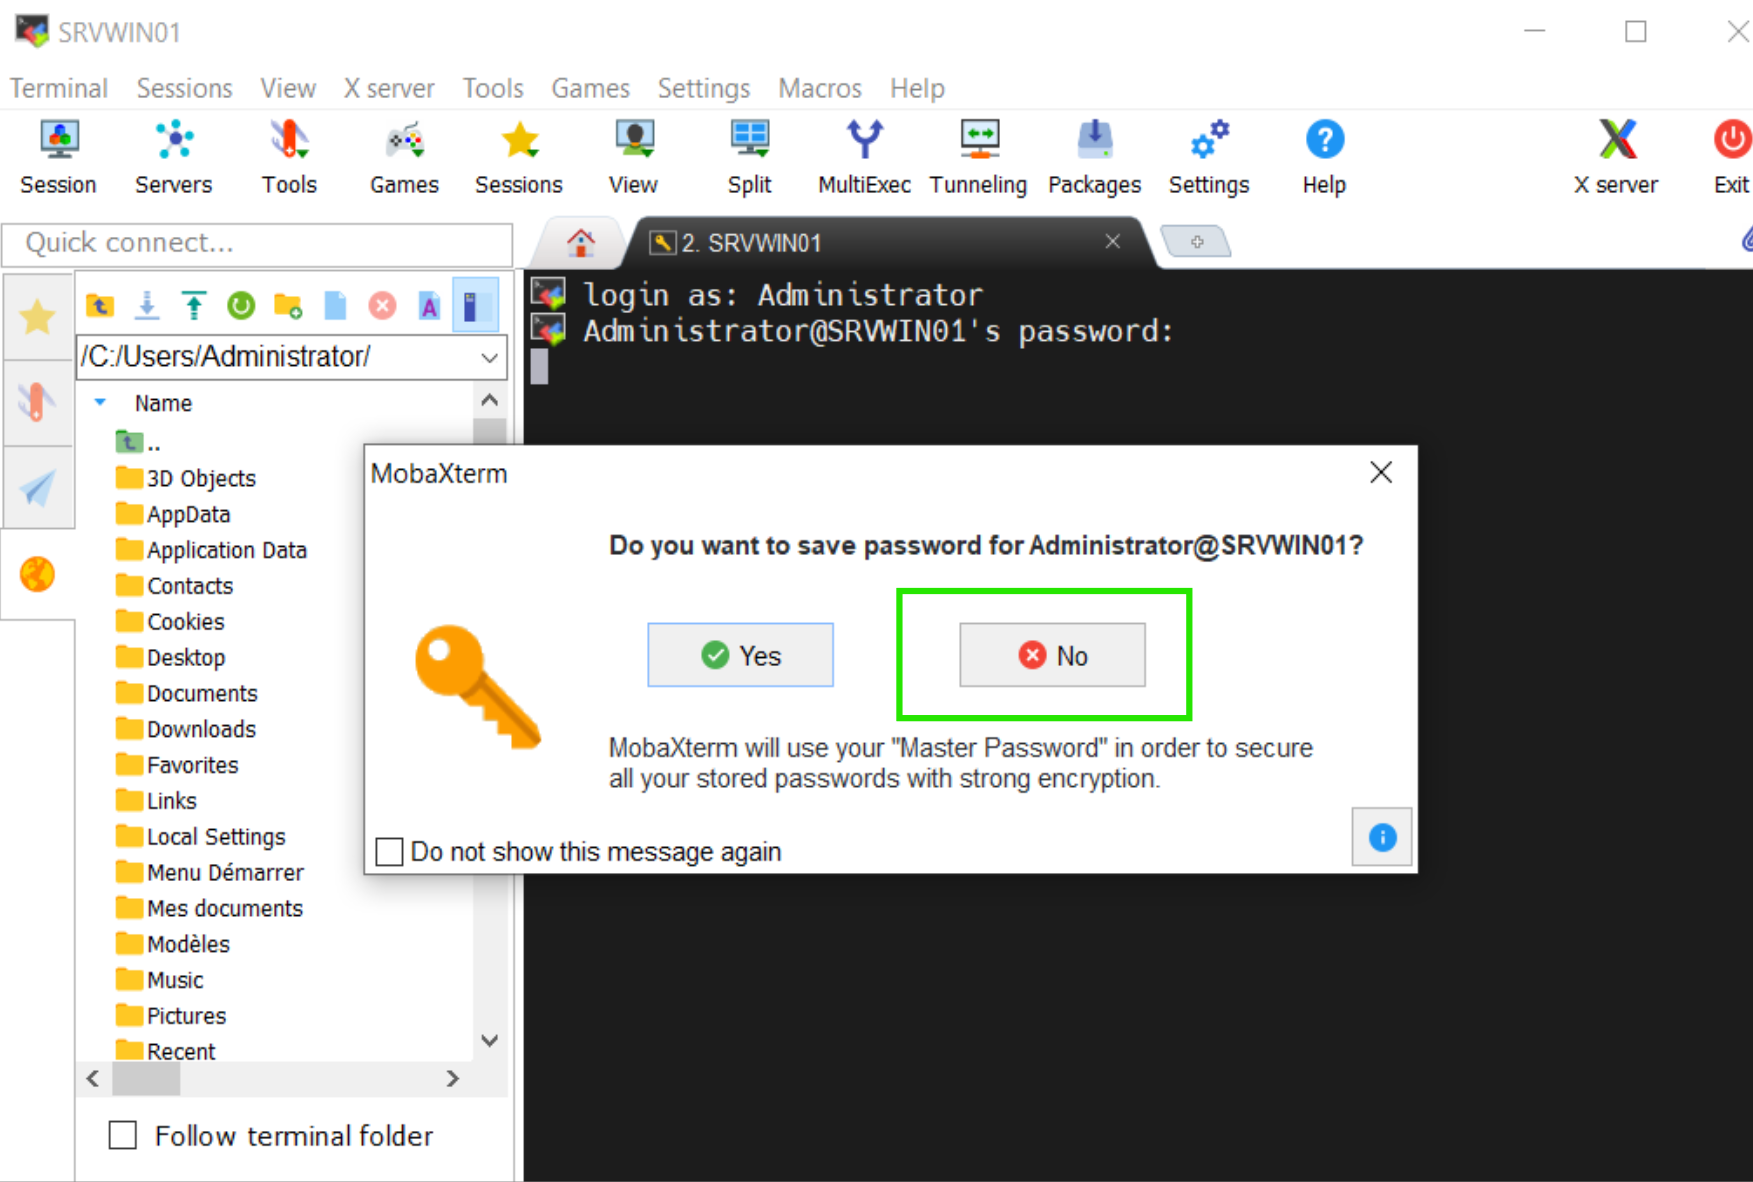 SRVWIN01
Terminal Sessions View X server Tools Games Settings Macros Help
Session Servers Tools Games Sessions View Split MultiExec Tunneling Packages Settings Help X server Exit
Quick connect...
2. SRVWIN01
/C:/Users/Administrator/
Name
..
3D Objects
AppData
Application Data
Contacts
Cookies
Desktop
Documents
Downloads
Favorites
Links
Local Settings
Menu Démarrer
Mes documents
Modèles
Music
Pictures
Recent
Follow terminal folder
login as: Administrator
Administrator@SRVWIN01's password:
MobaXterm
Do you want to save password for Administrator@SRVWIN01?
Yes
No
MobaXterm will use your "Master Password" in order to secure
all your stored passwords with strong encryption.
Do not show this message again